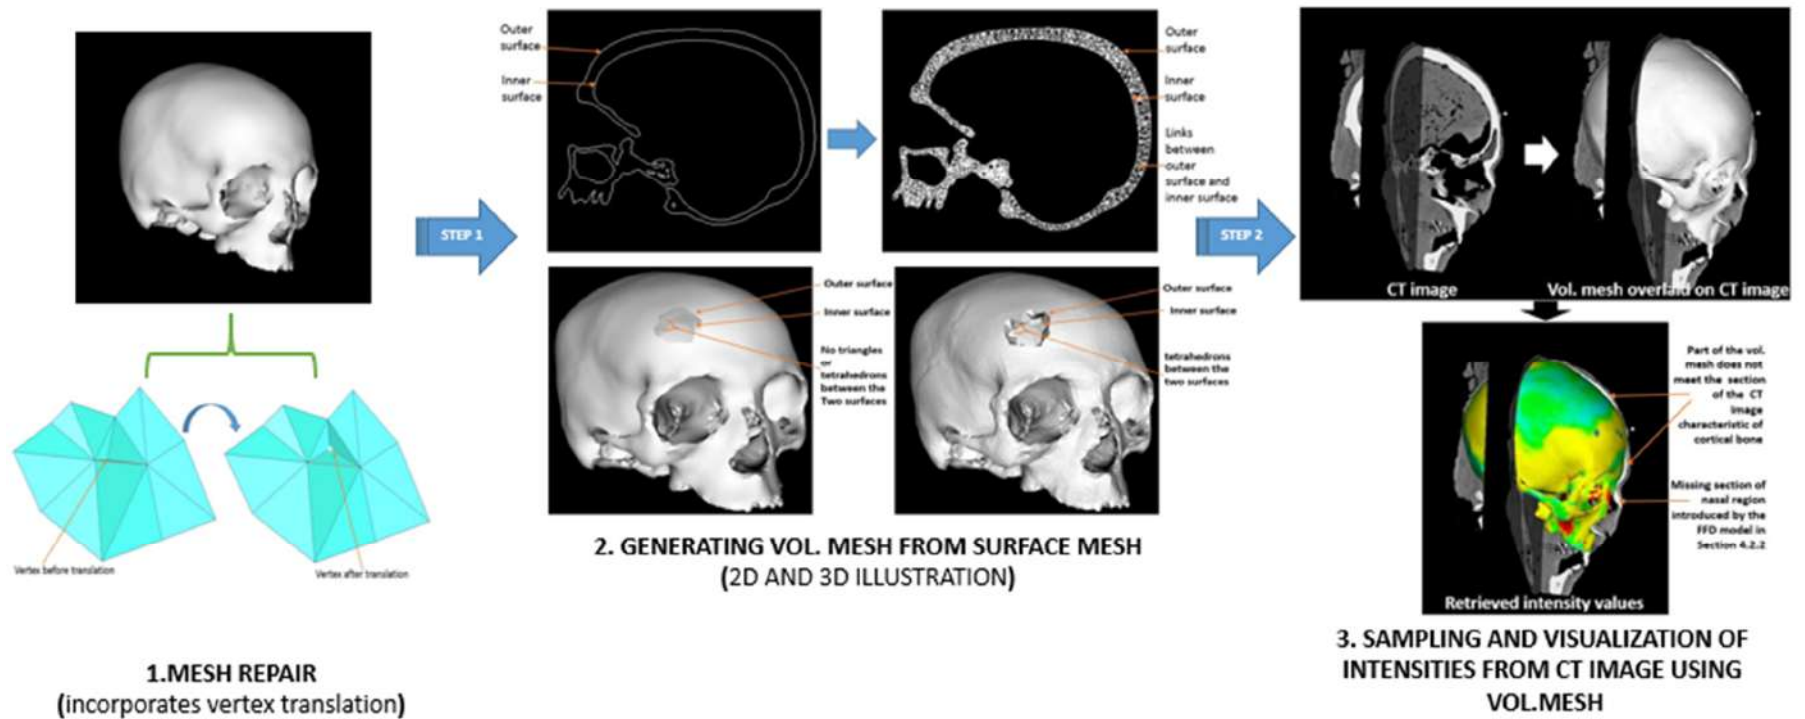 Outer
surface
Inner
surface
Outer
surface
Inner
surface
Links
between
outer
surface and
inner surface
STEP 1
STEP 2
CT image
Vol. mesh overlaid on CT image
Outer surface
Inner surface
No triangles
or
tetrahedrons
between the
Two surfaces
Outer surface
Inner surface
tetrahedrons
between the
two surfaces
Part of the vol.
mesh does not
meet the section
of the CT
image
characteristic of
cortical bone
Missing section of
nasal region
introduced by the
FFD model in
Section 4.2.2
Retrieved intensity values
Vertex before translation
Vertex after translation
2. GENERATING VOL. MESH FROM SURFACE MESH
(2D AND 3D ILLUSTRATION)
1.MESH REPAIR
(incorporates vertex translation)
3. SAMPLING AND VISUALIZATION OF
INTENSITIES FROM CT IMAGE USING
VOL.MESH